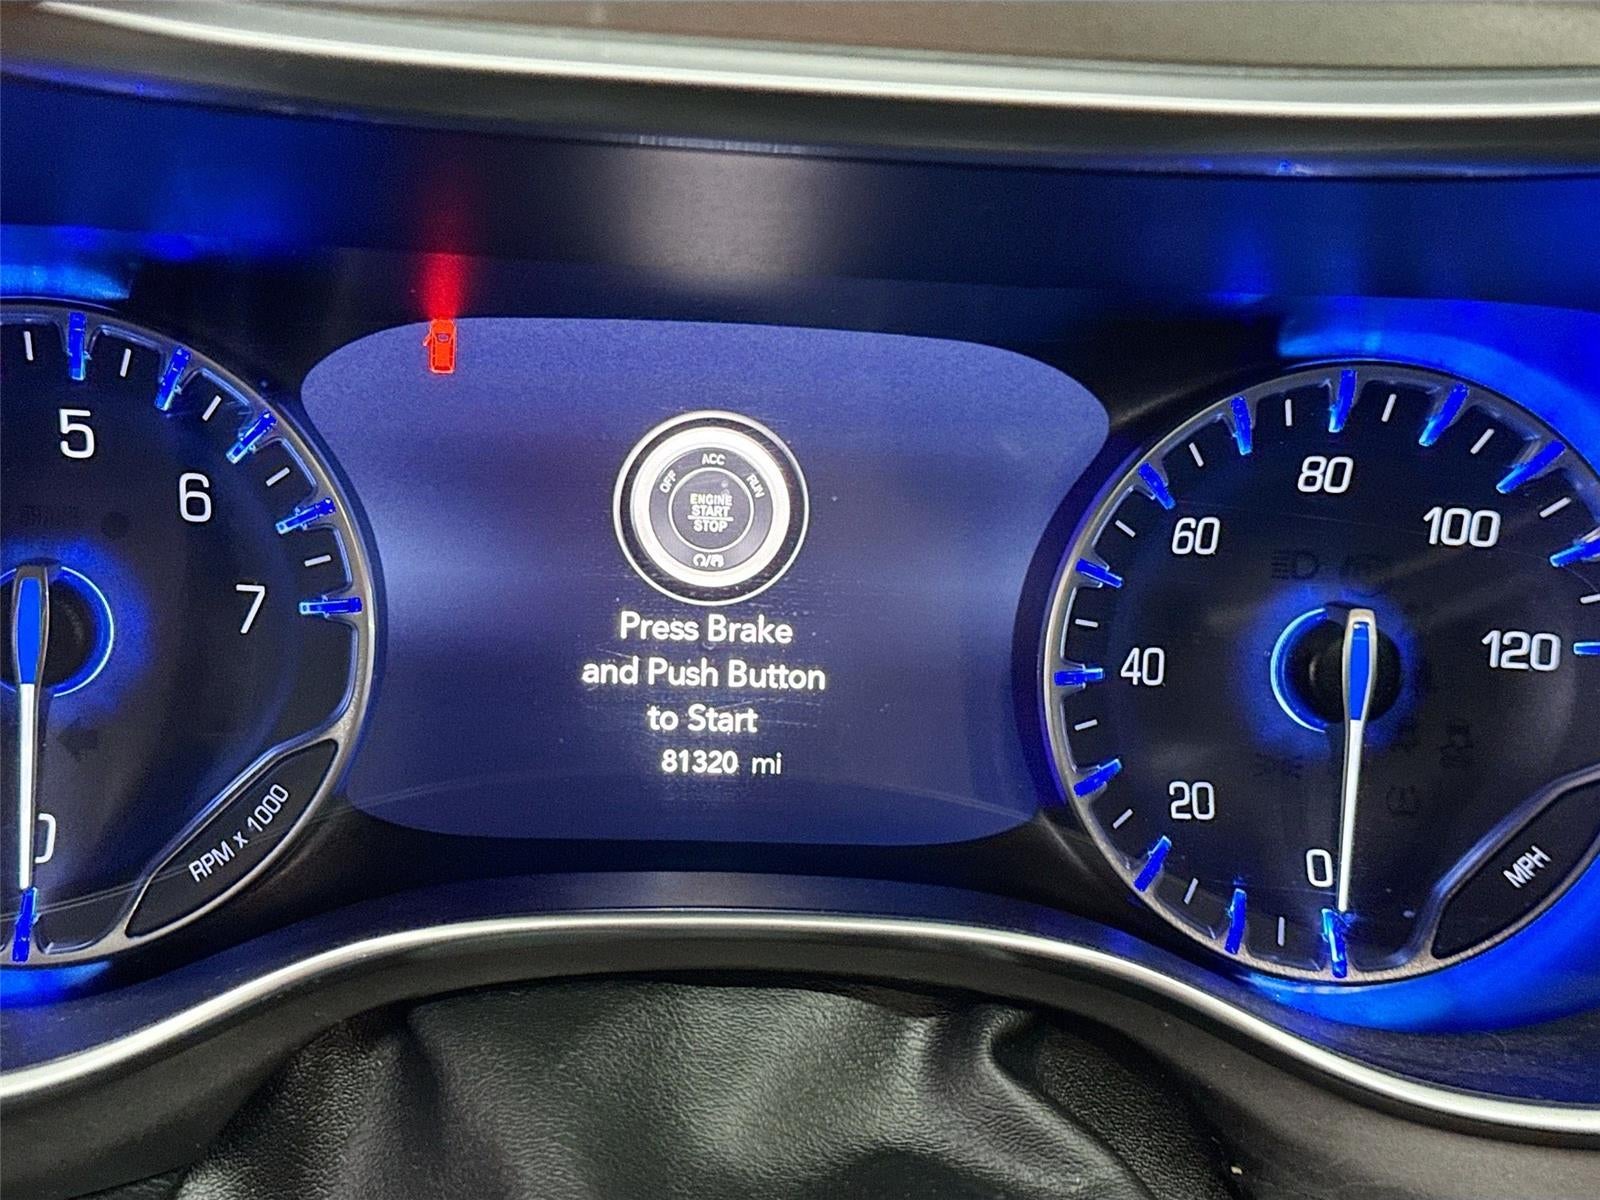 5
6
7
0
RPM x 1000
OFF
ACC
RUN
ENGINE
START
STOP
Press Brake
and Push Button
to Start
81320 mi
0
20
40
60
80
100
120
MPH